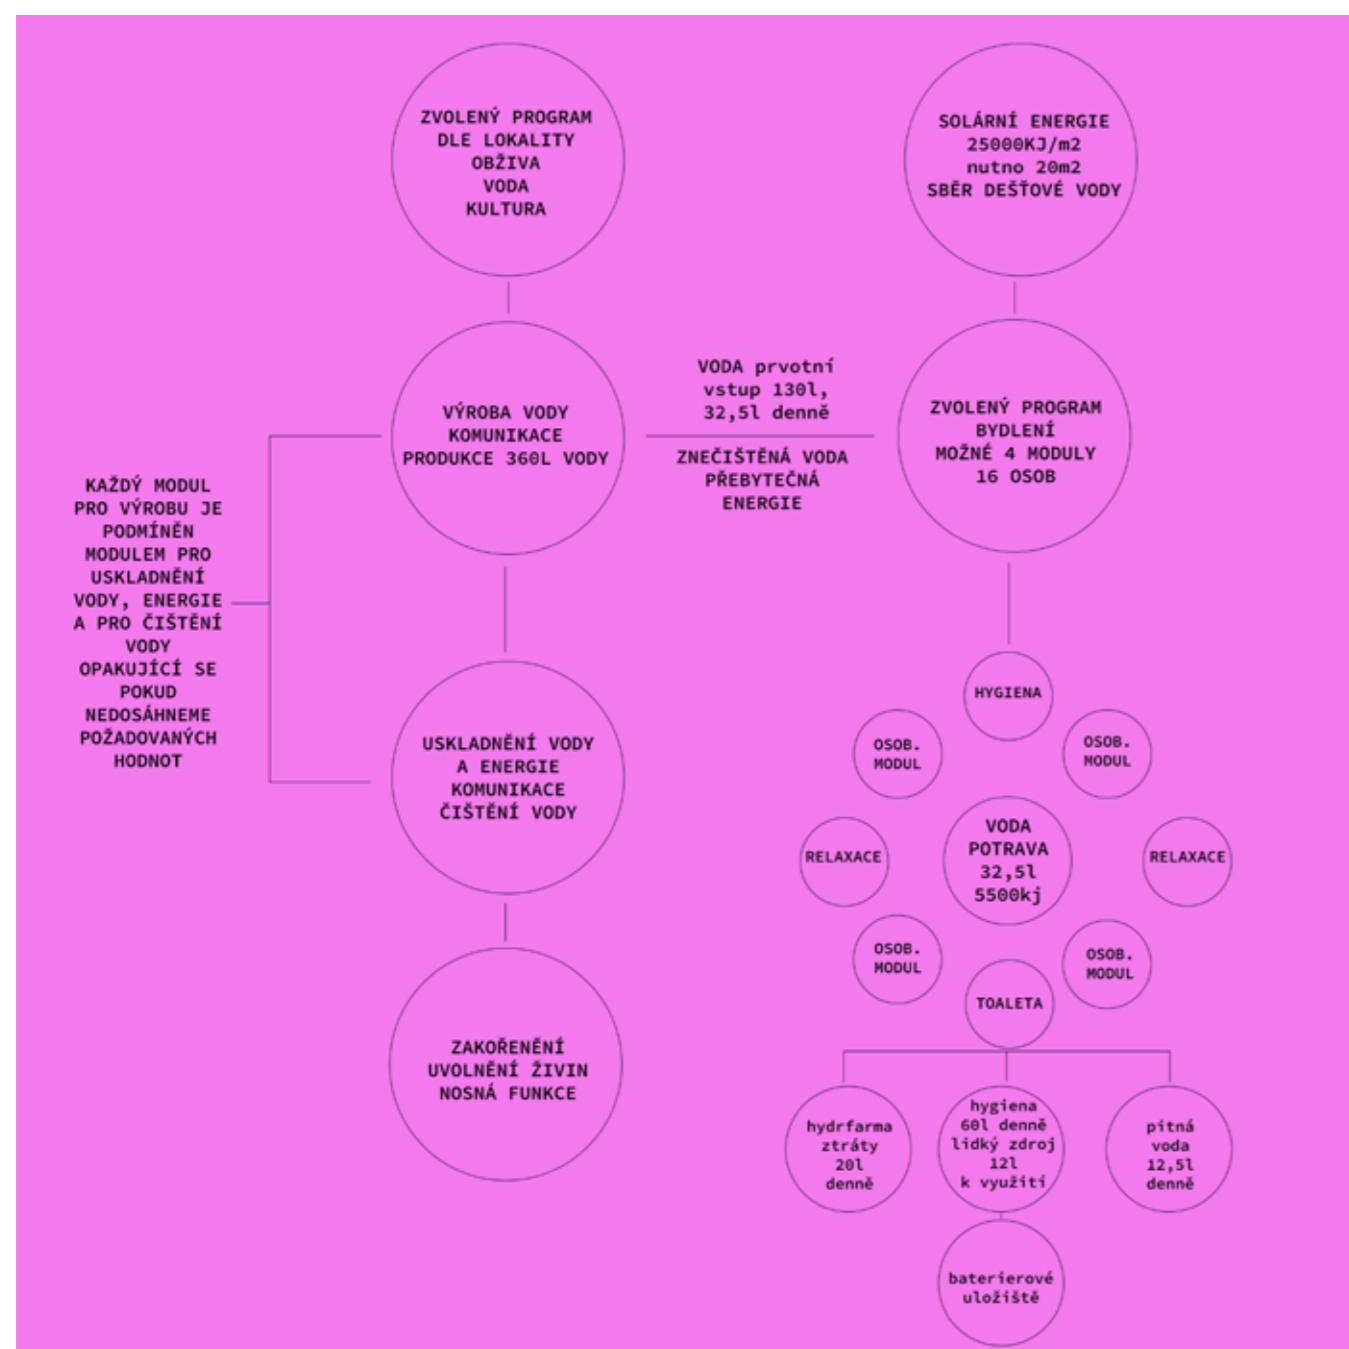 ZVOLENÝ PROGRAM
DLE LOKALITY
OBŽIVA
VODA
KULTURA
SOLÁRNÍ ENERGIE
25000KJ/m2
nutno 20m2
SBĚR DEŠŤOVÉ VODY
VÝROBA VODY
KOMUNIKACE
PRODUKCE 360L VODY
VODA prvotní
vstup 130l,
32,5l denně
ZNEČIŠTĚNÁ VODA
PŘEBYTEČNÁ
ENERGIE
ZVOLENÝ PROGRAM
BYDLENÍ
MOŽNÉ 4 MODULY
16 OSOB
KAŽDÝ MODUL
PRO VÝROBU JE
PODMÍNĚN
MODULEM PRO
USKLADNĚNÍ
VODY, ENERGIE
A PRO ČIŠTĚNÍ
VODY
OPAKUJÍCÍ SE
POKUD
NEDOSÁHNEME
POŽADOVANÝCH
HODNOT
USKLADNĚNÍ VODY
A ENERGIE
KOMUNIKACE
ČIŠTĚNÍ VODY
ZAKOŘENĚNÍ
UVOLNĚNÍ ŽIVIN
NOSNÁ FUNKCE
HYGIENA
OSOB.
MODUL
OSOB.
MODUL
RELAXACE
VODA
POTRAVA
32,5l
5500kj
RELAXACE
OSOB.
MODUL
OSOB.
MODUL
TOALETA
hydrfarma
ztráty
20l
denně
hygiena
60l denně
lidký zdroj
12l
k využití
pitná
voda
12,5l
denně
baterierové
uložiště